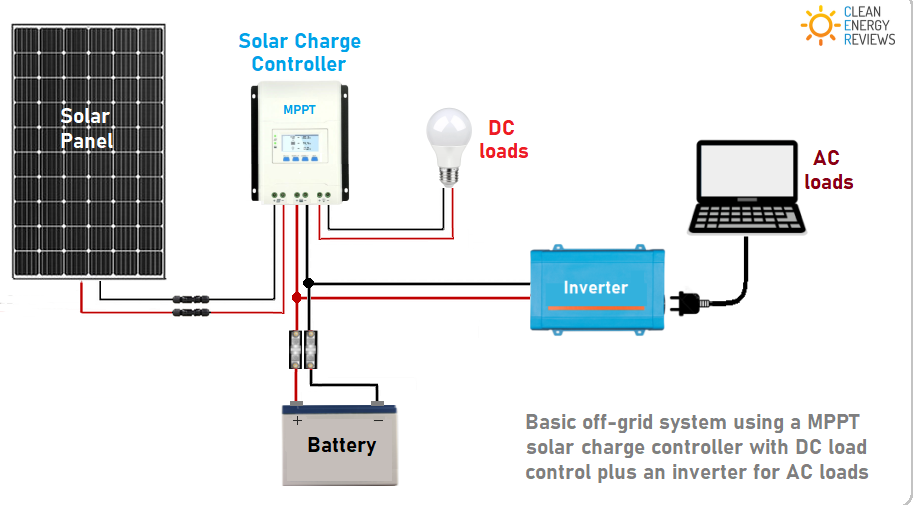 CLEAN
ENERGY
REVIEWS
Solar Charge
Controller
MPPT
Solar
Panel
DC
loads
AC
loads
Inverter
+ −
Battery
Basic off-grid system using a MPPT
solar charge controller with DC load
control plus an inverter for AC loads